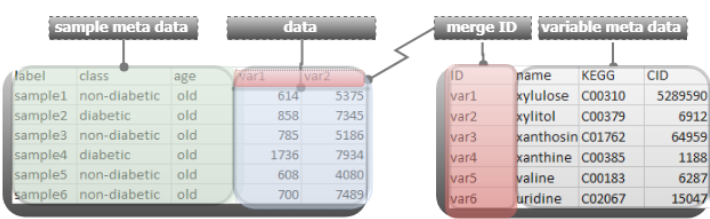 sample meta data data merge ID variable meta data
label class age var1 var2 ID name KEGG CID
sample1 non-diabetic old 614 5375 var1 xylulose C00310 5289590
sample2 diabetic old 858 7345 var2 xylitol C00379 6912
sample3 non-diabetic old 785 5186 var3 xanthosin C01762 64959
sample4 diabetic old 1736 7934 var4 xanthine C00385 1188
sample5 non-diabetic old 608 4080 var5 valine C00183 6287
sample6 non-diabetic old 700 7489 var6 uridine C02067 15047